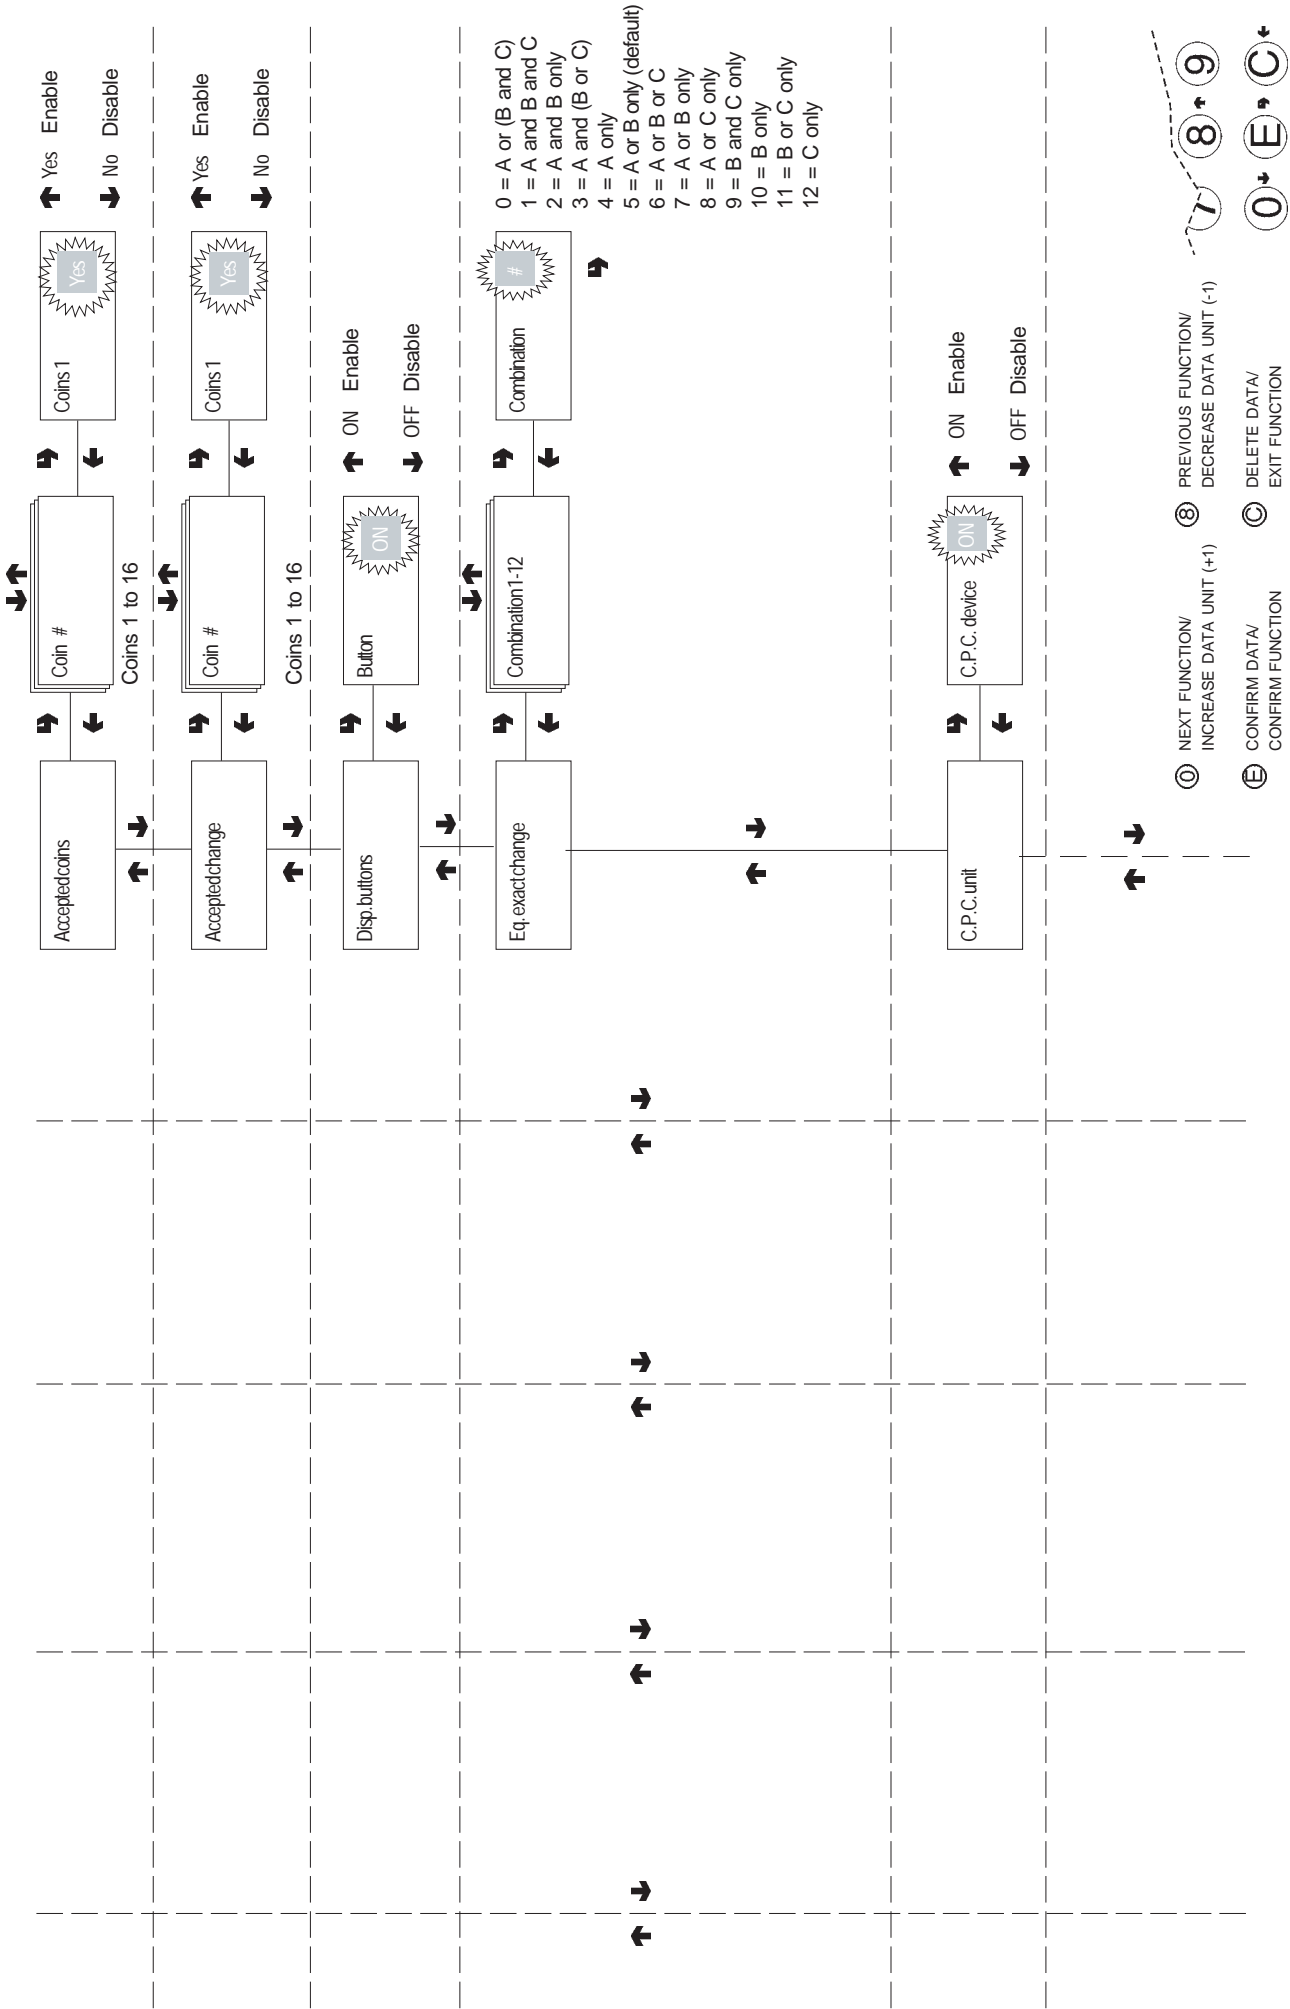 Accepted coins
Coin #
Coins 1 to 16
Coins 1
Yes
Yes Enable
No Disable
Accepted change
Coin #
Coins 1 to 16
Coins 1
Yes
Yes Enable
No Disable
Disp. buttons
Button
ON
ON Enable
OFF Disable
Eq. exact change
Combination 1-12
Combination
#
0 = A or (B and C)
1 = A and B and C
2 = A and B only
3 = A and (B or C)
4 = A only
5 = A or B only (default)
6 = A or B or C
7 = A or B only
8 = A or C only
9 = B and C only
10 = B only
11 = B or C only
12 = C only
C.P.C. unit
C.P.C. device
ON
ON Enable
OFF Disable
0 NEXT FUNCTION/
INCREASE DATA UNIT (+1)
8 PREVIOUS FUNCTION/
DECREASE DATA UNIT (-1)
E CONFIRM DATA/
CONFIRM FUNCTION
C DELETE DATA/
EXIT FUNCTION
7 8 9
0 E C